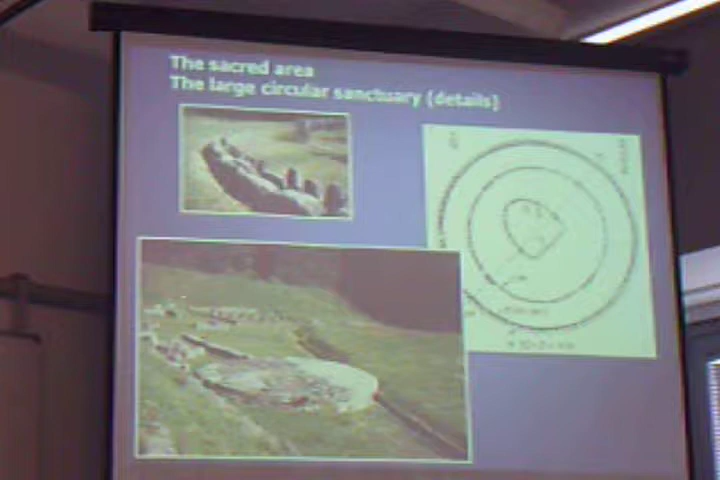 The sacred area
The large circular sanctuary (details)